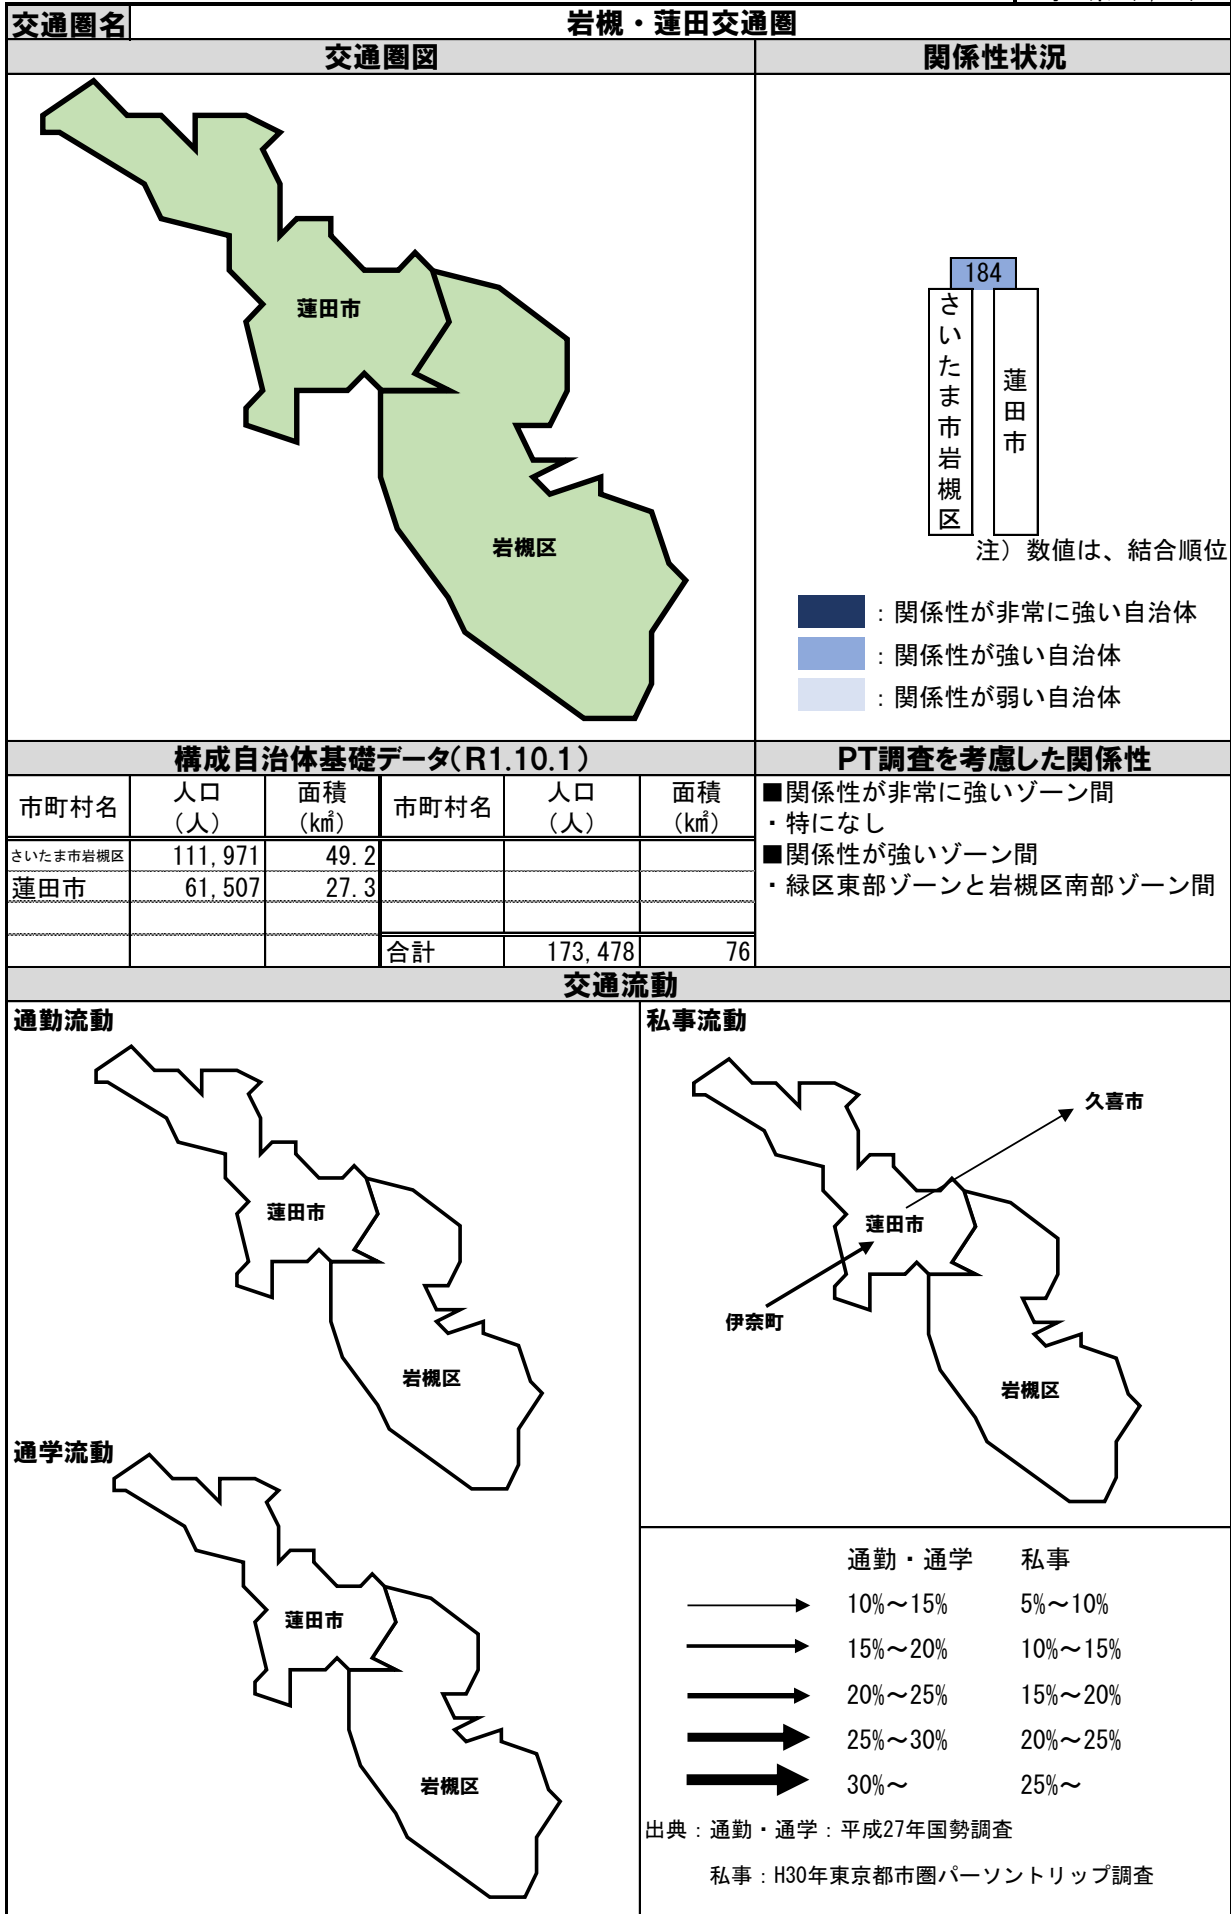 交通圏名
岩槻・蓮田交通圏
交通圏図
関係性状況
蓮田市
岩槻区
184
さいたま市岩槻区
蓮田市
注）数値は、結合順位
：関係性が非常に強い自治体
：関係性が強い自治体
：関係性が弱い自治体
構成自治体基礎データ(R1.10.1)
市町村名 人口（人） 面積（㎢） 市町村名 人口（人） 面積（㎢）
さいたま市岩槻区 111,971 49.2
蓮田市 61,507 27.3
合計 173,478 76
PT調査を考慮した関係性
■関係性が非常に強いゾーン間
・特になし
■関係性が強いゾーン間
・緑区東部ゾーンと岩槻区南部ゾーン間
交通流動
通勤流動
蓮田市
岩槻区
通学流動
蓮田市
岩槻区
私事流動
久喜市
蓮田市
伊奈町
岩槻区
通勤・通学 私事
10%～15% 5%～10%
15%～20% 10%～15%
20%～25% 15%～20%
25%～30% 20%～25%
30%～ 25%～
出典：通勤・通学：平成27年国勢調査
私事：H30年東京都市圏パーソントリップ調査